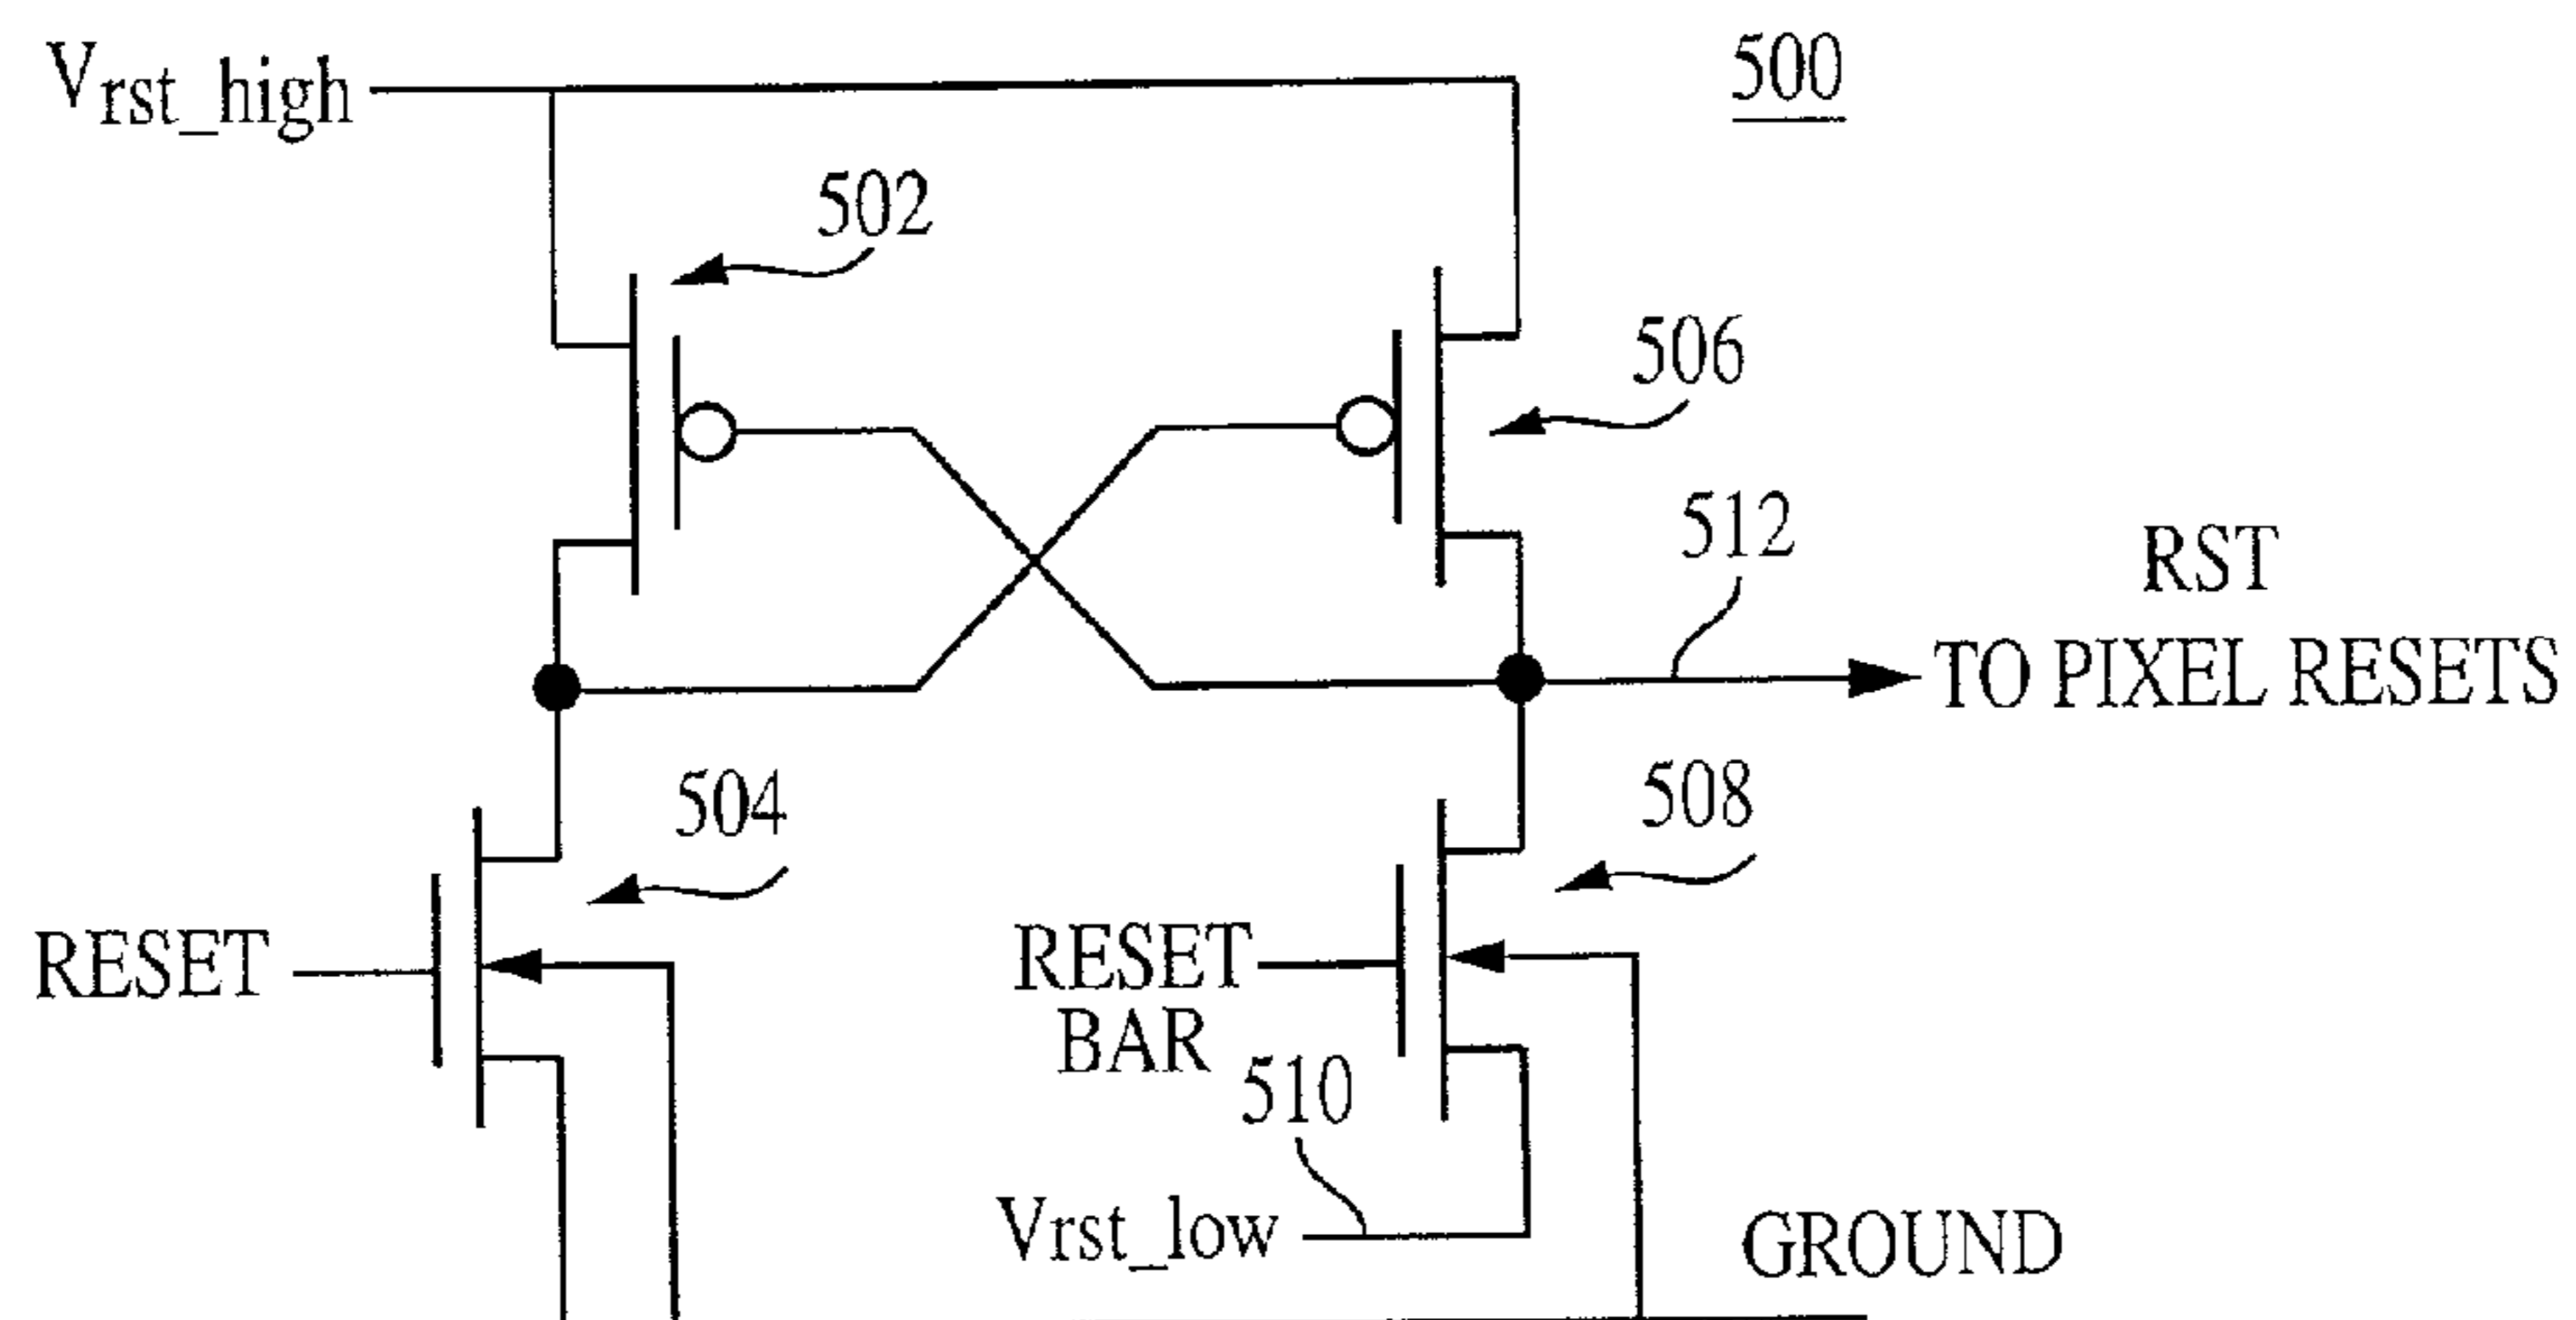 Vrst_high
500
502
506
512
RST
TO PIXEL RESETS
504
508
RESET
RESET
BAR
510
Vrst_low
GROUND